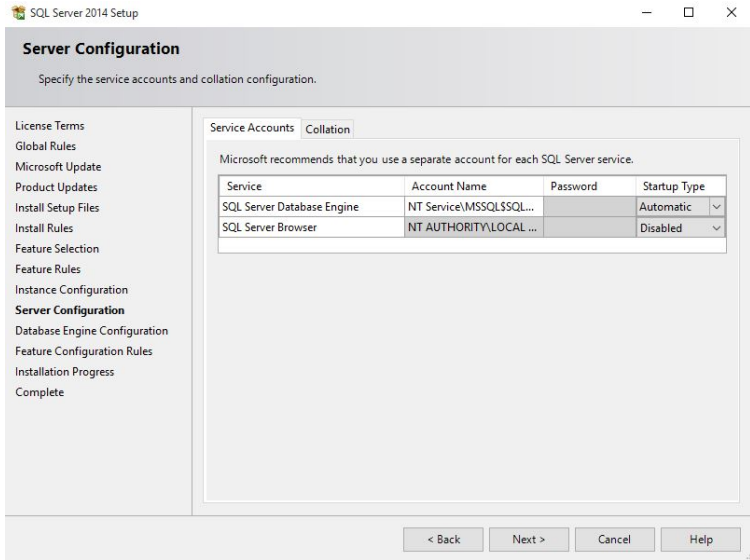 SQL Server 2014 Setup
Server Configuration
Specify the service accounts and collation configuration.
License Terms
Global Rules
Microsoft Update
Product Updates
Install Setup Files
Install Rules
Feature Selection
Feature Rules
Instance Configuration
Server Configuration
Database Engine Configuration
Feature Configuration Rules
Installation Progress
Complete
Service Accounts Collation
Microsoft recommends that you use a separate account for each SQL Server service.
Service Account Name Password Startup Type
SQL Server Database Engine NT Service\MSSQL$SQL... Automatic
SQL Server Browser NT AUTHORITY\LOCAL ... Disabled
< Back Next > Cancel Help